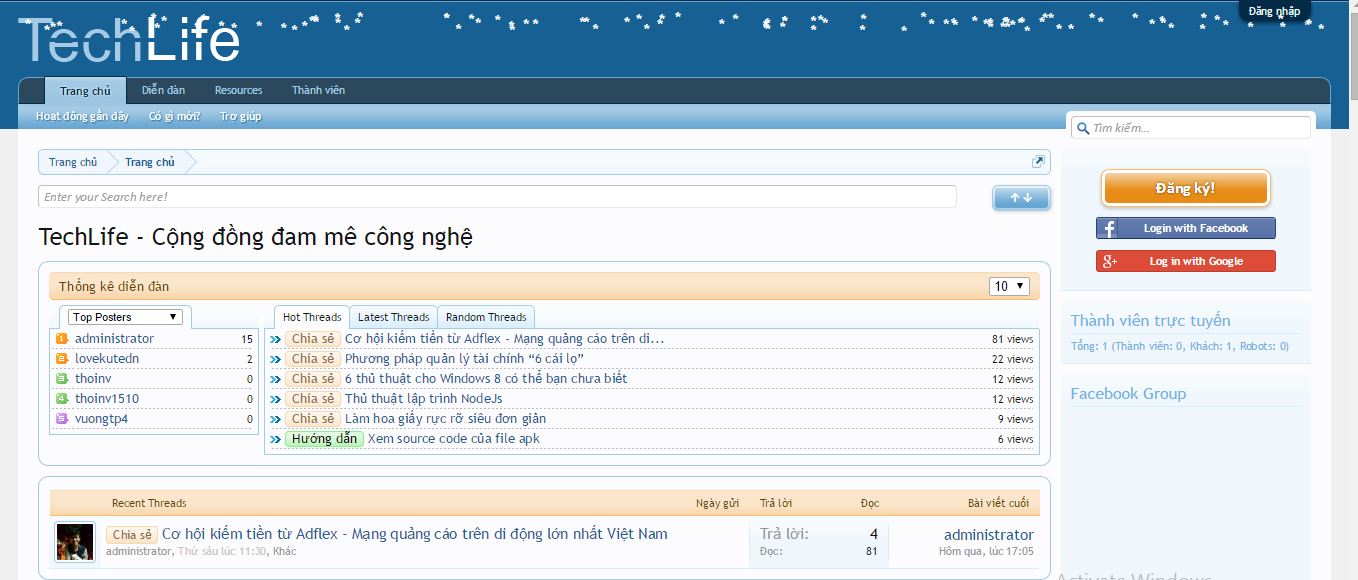 TechLife
Đăng nhập
Trang chủ Diễn đàn Resources Thành viên
Hoạt động gần đây Có gì mới? Trợ giúp
Tìm kiếm...
Trang chủ Trang chủ
Enter your Search here!
TechLife - Cộng đồng đam mê công nghệ
Thống kê diễn đàn 10
Top Posters
1 administrator 15
2 lovekutedn 2
3 thoinv 0
4 thoinv1510 0
5 vuongtp4 0
Hot Threads Latest Threads Random Threads
Chia sẻ Cơ hội kiếm tiền từ Adflex - Mạng quảng cáo trên di... 81 views
Chia sẻ Phương pháp quản lý tài chính “6 cái lọ” 22 views
Chia sẻ 6 thủ thuật cho Windows 8 có thể bạn chưa biết 12 views
Chia sẻ Thủ thuật lập trình NodeJs 12 views
Chia sẻ Làm hoa giấy rực rỡ siêu đơn giản 9 views
Hướng dẫn Xem source code của file apk 6 views
Recent Threads Ngày gửi Trả lời Đọc Bài viết cuối
Chia sẻ Cơ hội kiếm tiền từ Adflex - Mạng quảng cáo trên di động lớn nhất Việt Nam
administrator, Thứ sáu lúc 11:30, Khác
Trả lời: 4
Đọc: 81
administrator
Hôm qua, lúc 17:05
Đăng ký!
f Login with Facebook
g+ Log in with Google
Thành viên trực tuyến
Tổng: 1 (Thành viên: 0, Khách: 1, Robots: 0)
Facebook Group
Activate Windows